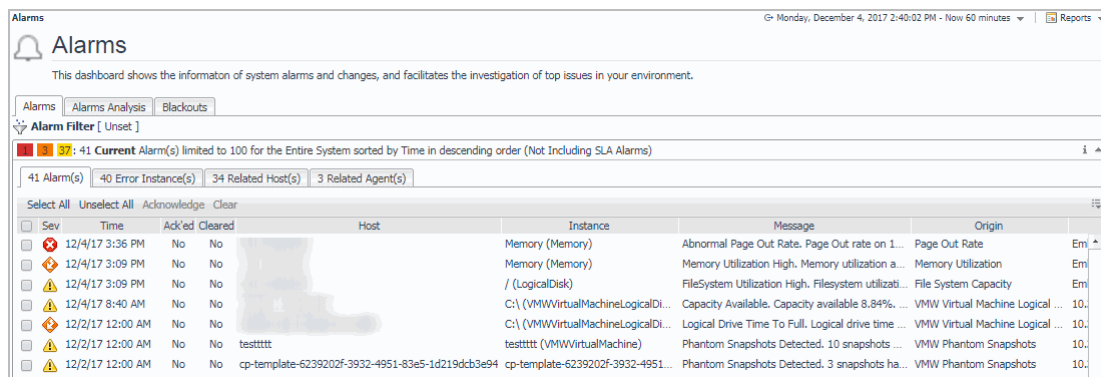 Alarms
Monday, December 4, 2017 2:40:02 PM - Now 60 minutes Reports
Alarms
This dashboard shows the informaton of system alarms and changes, and facilitates the investigation of top issues in your environment.
Alarms Alarms Analysis Blackouts
Alarm Filter [ Unset ]
1 3 37 : 41 Current Alarm(s) limited to 100 for the Entire System sorted by Time in descending order (Not Including SLA Alarms)
41 Alarm(s) 40 Error Instance(s) 34 Related Host(s) 3 Related Agent(s)
Select All Unselect All Acknowledge Clear
Sev Time Ack'ed Cleared Host Instance Message Origin
12/4/17 3:36 PM No No Memory (Memory) Abnormal Page Out Rate. Page Out rate on 1... Page Out Rate Em
12/4/17 3:09 PM No No Memory (Memory) Memory Utilization High. Memory utilization a... Memory Utilization Em
12/4/17 3:09 PM No No / (LogicalDisk) FileSystem Utilization High. Filesystem utilizati... File System Capacity Em
12/4/17 8:40 AM No No C:\ (VMWVirtualMachineLogicalDi... Capacity Available. Capacity available 8.84%. ... VMW Virtual Machine Logical ... 10.
12/2/17 12:00 AM No No C:\ (VMWVirtualMachineLogicalDi... Logical Drive Time To Full. Logical drive time ... VMW Virtual Machine Logical ... 10.
12/2/17 12:00 AM No No testtttt testtttt (VMWVirtualMachine) Phantom Snapshots Detected. 10 snapshots ... VMW Phantom Snapshots 10.
12/2/17 12:00 AM No No cp-template-6239202f-3932-4951-83e5-1d219dcb3e94 cp-template-6239202f-3932-4951... Phantom Snapshots Detected. 3 snapshots ha... VMW Phantom Snapshots 10.